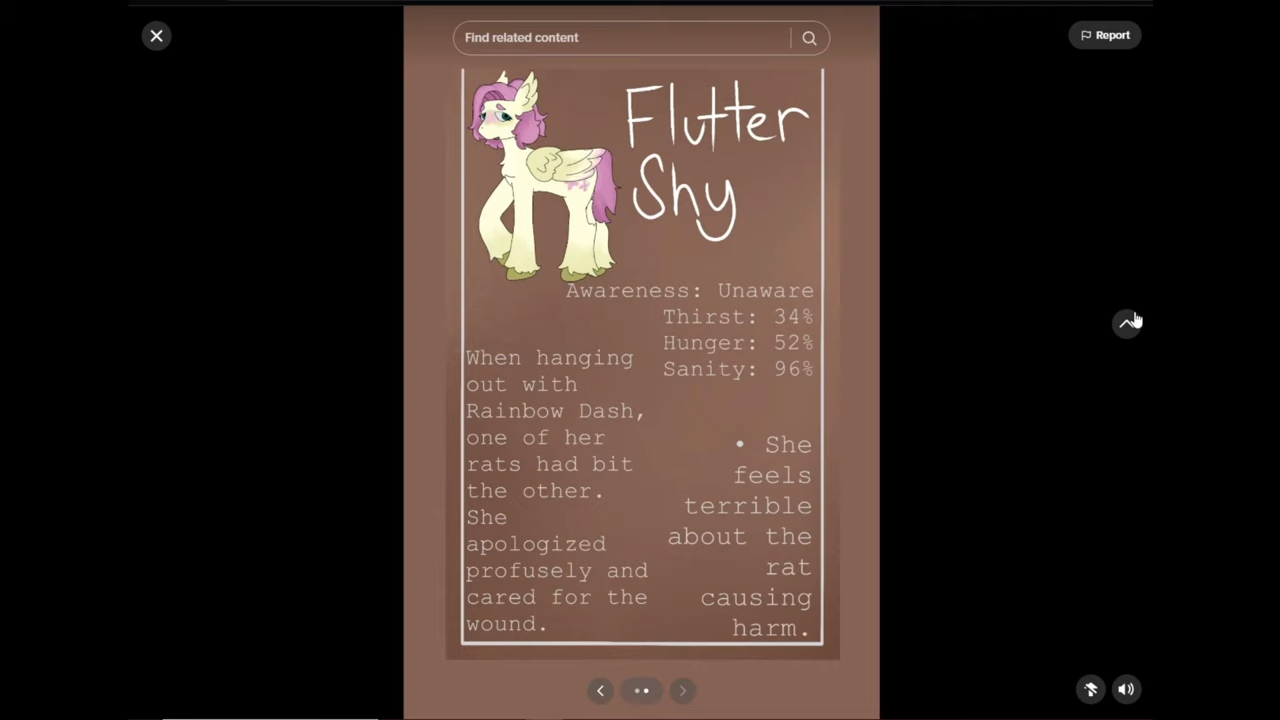 Find related content
Report
Flutter
Shy
Awareness: Unaware
Thirst: 34%
Hunger: 52%
Sanity: 96%
When hanging
out with
Rainbow Dash,
one of her
rats had bit
the other.
She
apologized
profusely and
cared for the
wound.
• She
feels
terrible
about the
rat
causing
harm.